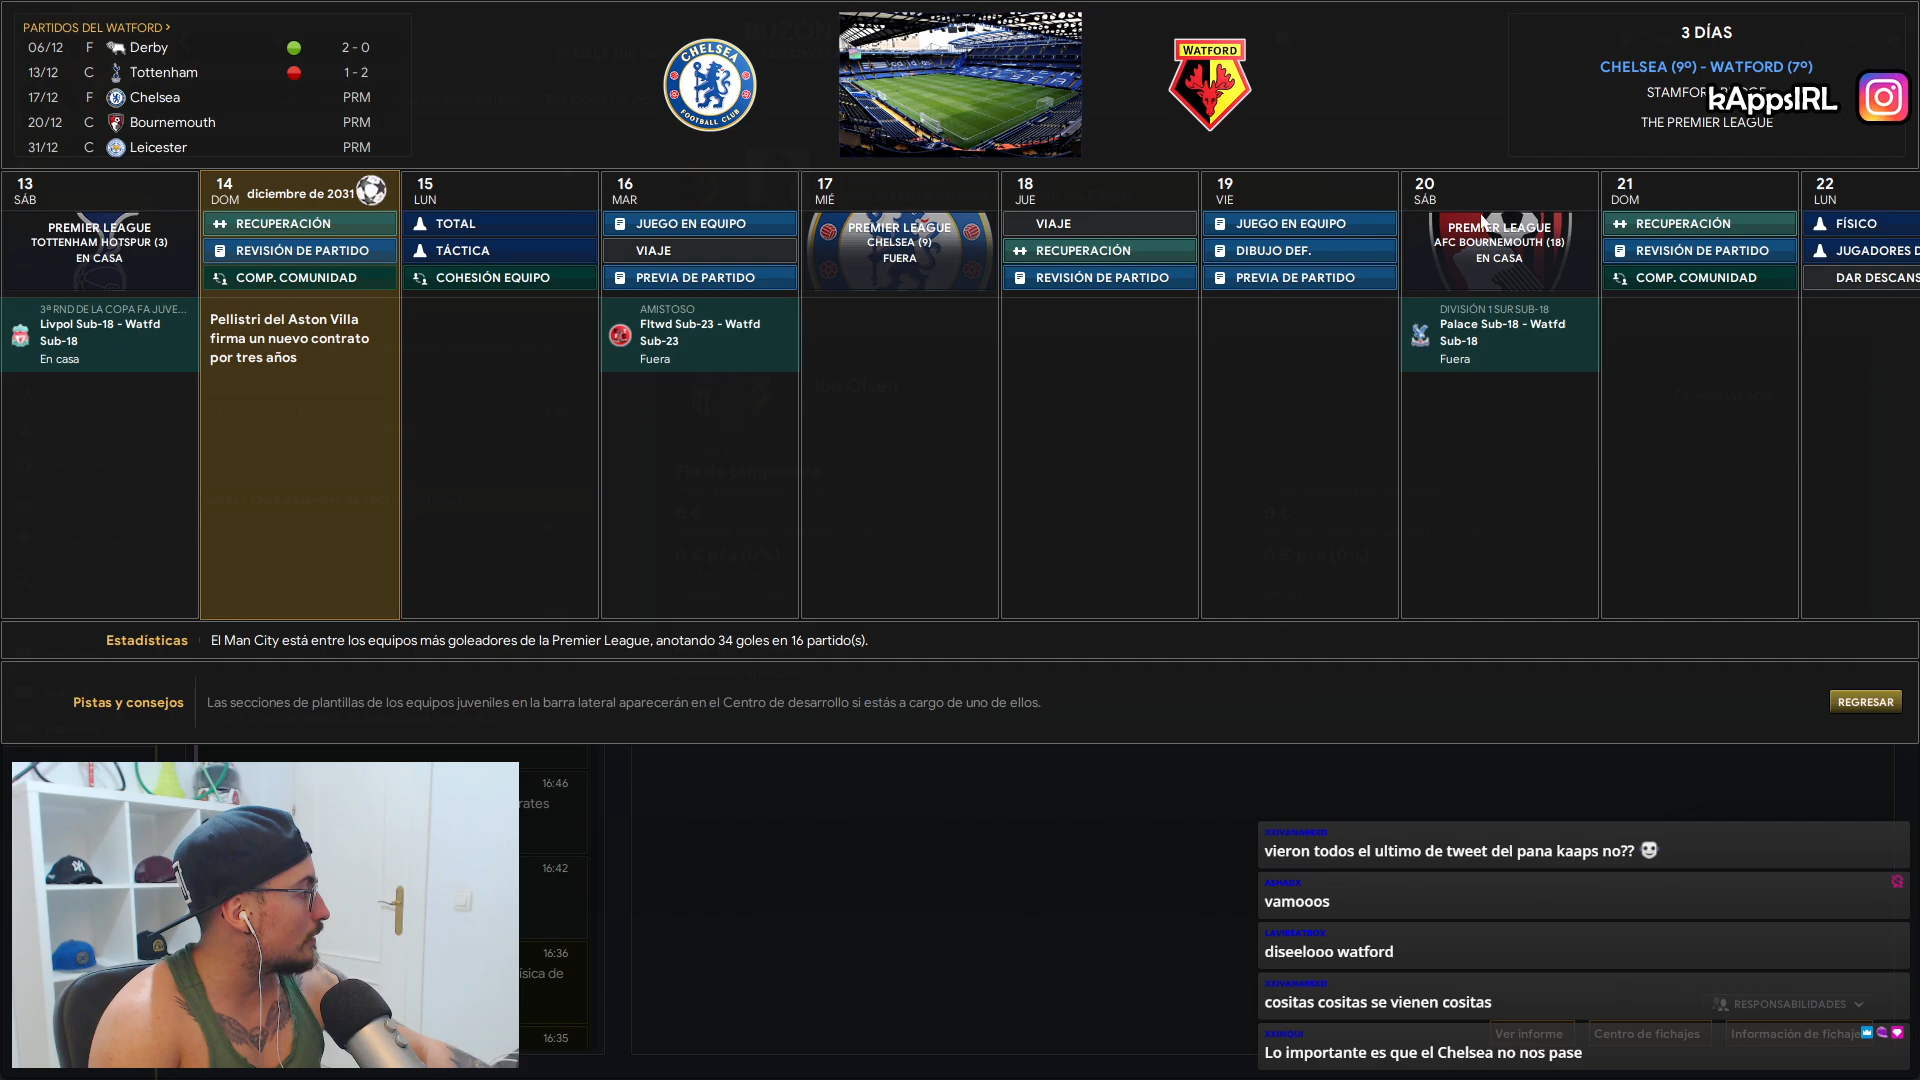 PARTIDOS DEL WATFORD >
06/12 F Derby 2 - 0
13/12 C Tottenham 1 - 2
17/12 F Chelsea PRM
20/12 C Bournemouth PRM
31/12 C Leicester PRM
CHELSEA
FOOTBALL CLUB
WATFORD
3 DÍAS
CHELSEA (9º) - WATFORD (7º)
kAppsIRL
THE PREMIER LEAGUE
13
SÁB
PREMIER LEAGUE
TOTTENHAM HOTSPUR (3)
EN CASA
3ª RND DE LA COPA FA JUVE...
Livpol Sub-18 - Watfd
Sub-18
En casa
14
DOM diciembre de 2031
RECUPERACIÓN
REVISIÓN DE PARTIDO
COMP. COMUNIDAD
Pellistri del Aston Villa
firma un nuevo contrato
por tres años
15
LUN
TOTAL
TÁCTICA
COHESIÓN EQUIPO
16
MAR
JUEGO EN EQUIPO
VIAJE
PREVIA DE PARTIDO
AMISTOSO
Fltwd Sub-23 - Watfd
Sub-23
Fuera
17
MIÉ
PREMIER LEAGUE
CHELSEA (9)
FUERA
18
JUE
VIAJE
RECUPERACIÓN
REVISIÓN DE PARTIDO
19
VIE
JUEGO EN EQUIPO
DIBUJO DEF.
PREVIA DE PARTIDO
20
SÁB
PREMIER LEAGUE
AFC BOURNEMOUTH (18)
EN CASA
DIVISIÓN 1 SUR SUB-18
Palace Sub-18 - Watfd
Sub-18
Fuera
21
DOM
RECUPERACIÓN
REVISIÓN DE PARTIDO
COMP. COMUNIDAD
22
LUN
FÍSICO
JUGADORES D
DAR DESCANS
Estadísticas
El Man City está entre los equipos más goleadores de la Premier League, anotando 34 goles en 16 partido(s).
Pistas y consejos
Las secciones de plantillas de los equipos juveniles en la barra lateral aparecerán en el Centro de desarrollo si estás a cargo de uno de ellos.
REGRESAR
16:46
rates
16:42
16:36
ísica de
16:35
vieron todos el ultimo de tweet del pana kaaps no??
ASHADX
vamooos
LAVIBEATBOX
diseelooo watford
cositas cositas se vienen cositas
RESPONSABILIDADES
Ver informe Centro de fichajes Información de fichaje
XXINQUI
Lo importante es que el Chelsea no nos pase